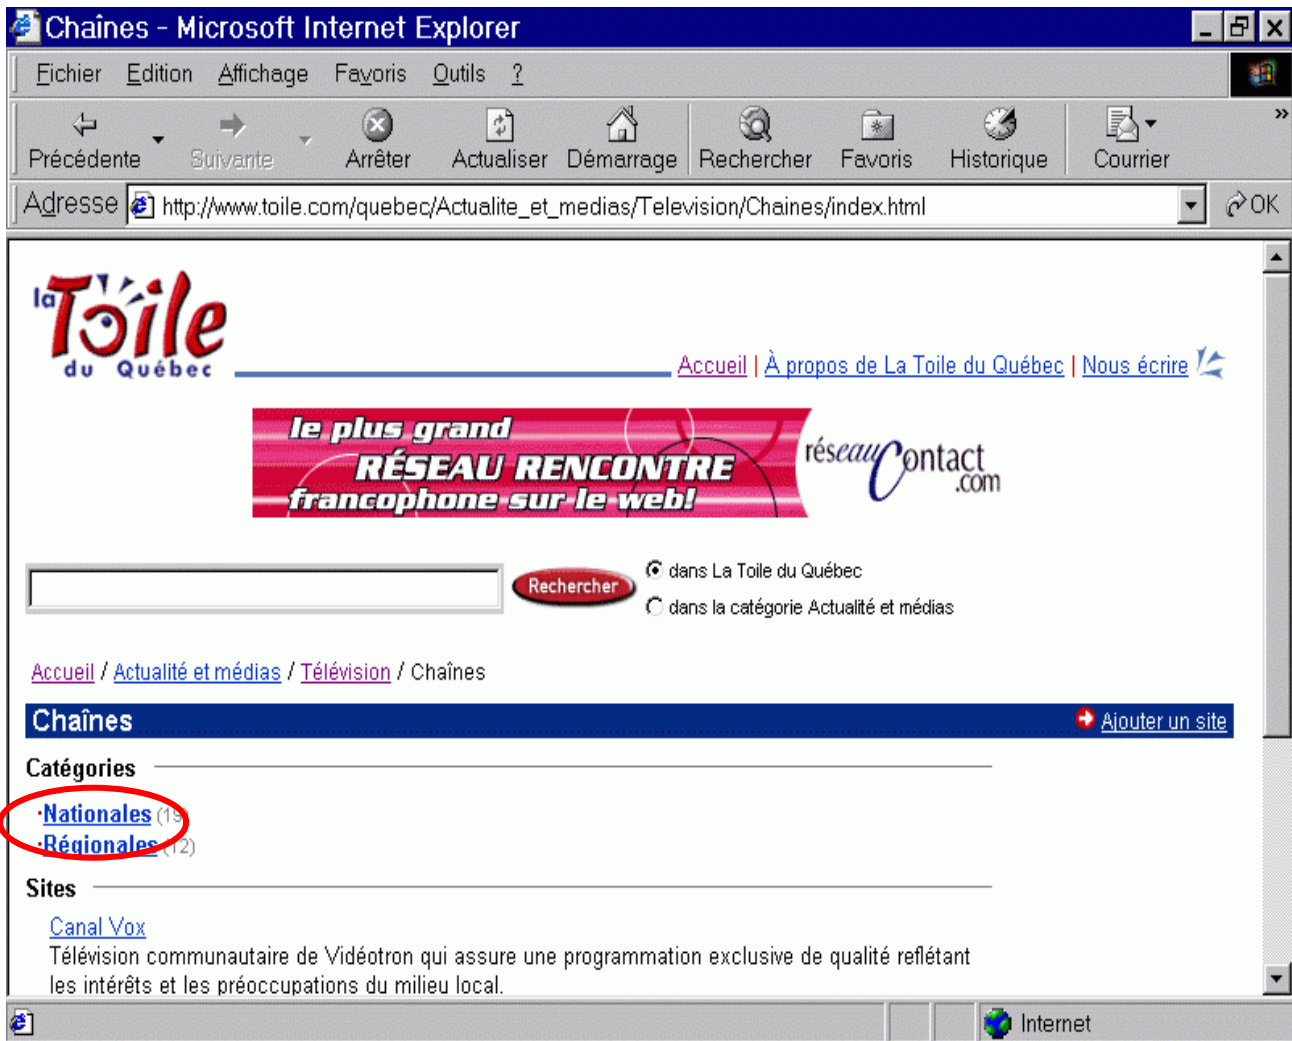 Chaînes - Microsoft Internet Explorer
Fichier Edition Affichage Favoris Outils ?
Précédente Suivante Arrêter Actualiser Démarrage Rechercher Favoris Historique Courrier »
Adresse http://www.toile.com/quebec/Actualite_et_medias/Television/Chaines/index.html OK
la Toile
du Québec
Accueil | À propos de La Toile du Québec | Nous écrire
le plus grand
RÉSEAU RENCONTRE
francophone sur le web!
réseauContact
.com
Rechercher
dans La Toile du Québec
dans la catégorie Actualité et médias
Accueil / Actualité et médias / Télévision / Chaînes
Chaînes Ajouter un site
Catégories
·Nationales (19)
·Régionales (12)
Sites
Canal Vox
Télévision communautaire de Vidéotron qui assure une programmation exclusive de qualité reflétant
les intérêts et les préoccupations du milieu local.
Internet